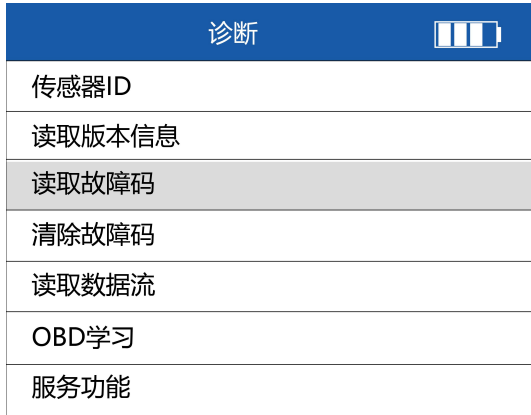 诊断
传感器ID
读取版本信息
读取故障码
清除故障码
读取数据流
OBD学习
服务功能